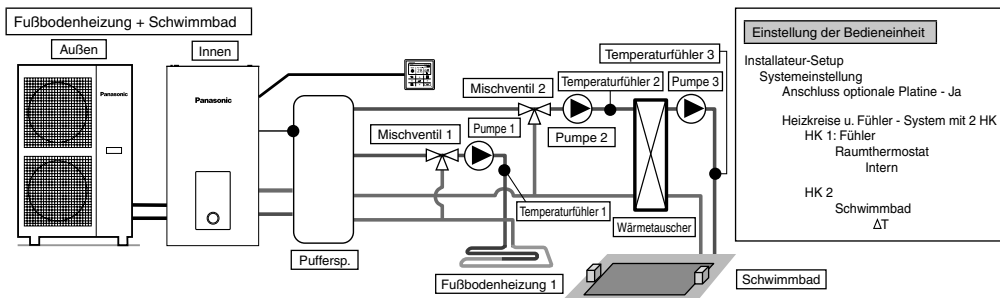 Fußbodenheizung + Schwimmbad
Außen
Innen
Panasonic
Panasonic
Puffersp.
Mischventil 1
Pumpe 1
Mischventil 2
Temperaturfühler 2
Pumpe 2
Temperaturfühler 3
Pumpe 3
Temperaturfühler 1
Wärmetauscher
Fußbodenheizung 1
Schwimmbad
Einstellung der Bedieneinheit
Installateur-Setup
Systemeinstellung
Anschluss optionale Platine - Ja
Heizkreise u. Fühler - System mit 2 HK
HK 1: Fühler
Raumthermostat
Intern
HK 2
Schwimmbad
ΔT